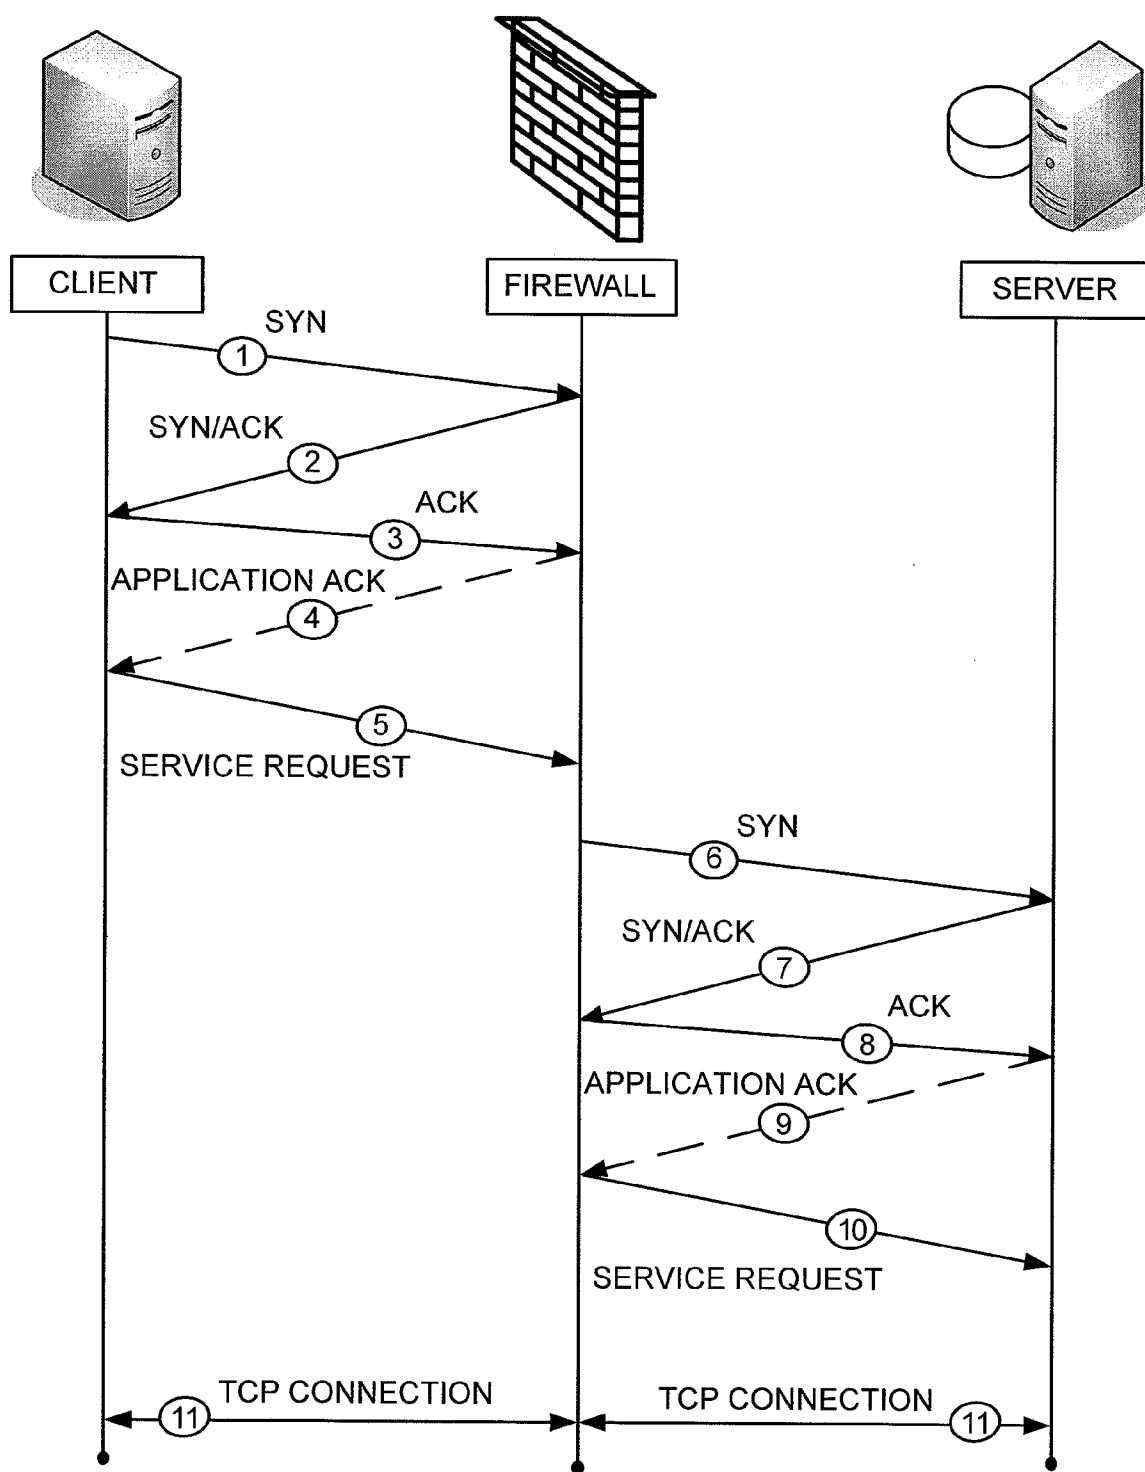 CLIENT
FIREWALL
SERVER
SYN
1
SYN/ACK
2
ACK
3
APPLICATION ACK
4
5
SERVICE REQUEST
SYN
6
SYN/ACK
7
ACK
8
APPLICATION ACK
9
10
SERVICE REQUEST
TCP CONNECTION
11
TCP CONNECTION
11